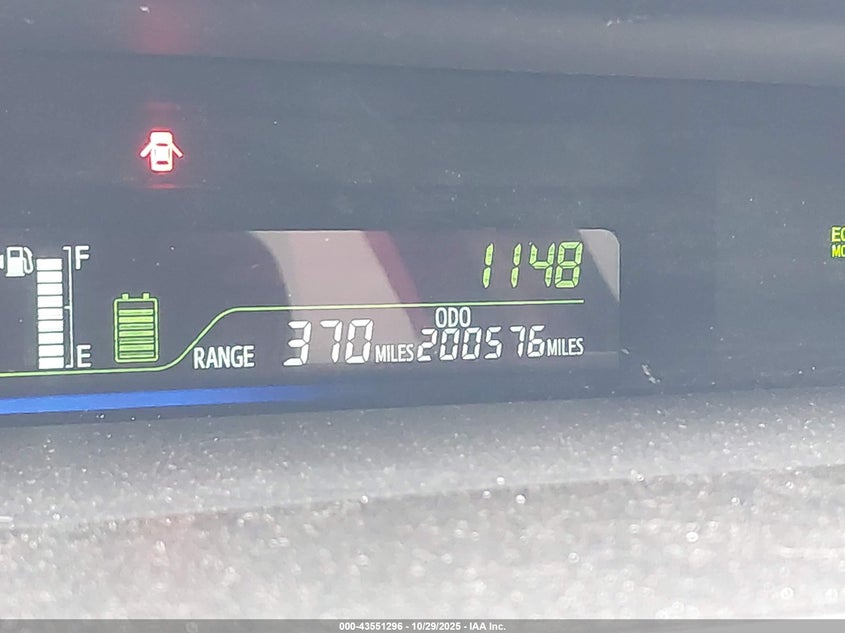 F
1148
ODO
E
RANGE 370 MILES 200576 MILES
000-43551296 - 10/29/2025 - IAA Inc.